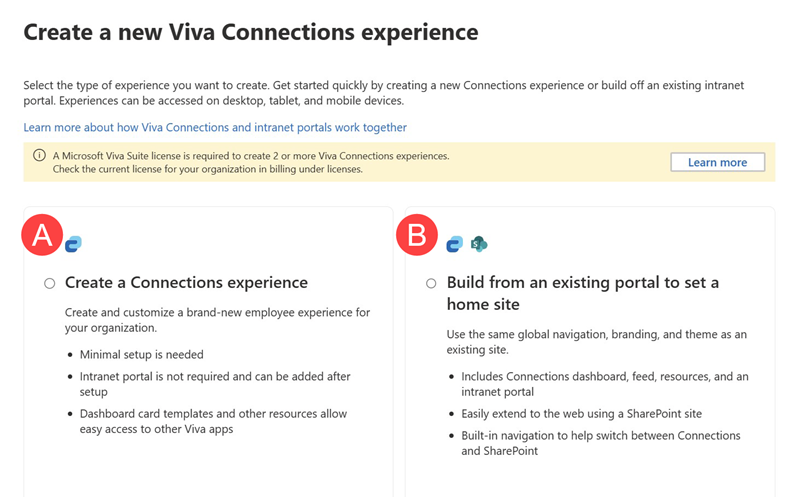 Create a new Viva Connections experience
Select the type of experience you want to create. Get started quickly by creating a new Connections experience or build off an existing intranet
portal. Experiences can be accessed on desktop, tablet, and mobile devices.
Learn more about how Viva Connections and intranet portals work together
A Microsoft Viva Suite license is required to create 2 or more Viva Connections experiences.
Check the current license for your organization in billing under licenses.
Learn more
A
Create a Connections experience
Create and customize a brand-new employee experience for
your organization.
• Minimal setup is needed
• Intranet portal is not required and can be added after
setup
• Dashboard card templates and other resources allow
easy access to other Viva apps
B
S
Build from an existing portal to set a
home site
Use the same global navigation, branding, and theme as an
existing site.
• Includes Connections dashboard, feed, resources, and an
intranet portal
• Easily extend to the web using a SharePoint site
• Built-in navigation to help switch between Connections
and SharePoint